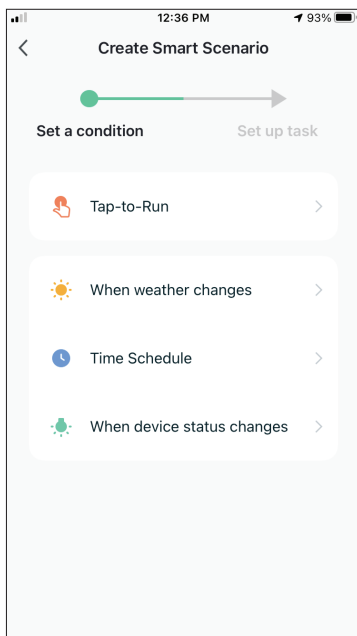 12:36 PM
93%
Create Smart Scenario
Set a condition
Set up task
Tap-to-Run
When weather changes
Time Schedule
When device status changes